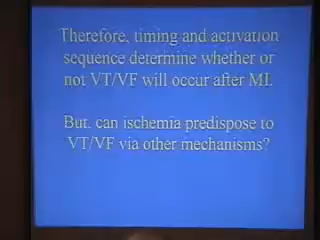 Therefore, timing and activation
sequence determine whether or
not VT/VF will occur after MI.
But, can ischemia predispose to
VT/VF via other mechanisms?